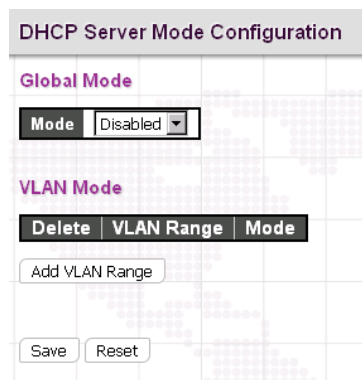 DHCP Server Mode Configuration
Global Mode
Mode Disabled
VLAN Mode
Delete VLAN Range Mode
Add VLAN Range
Save Reset